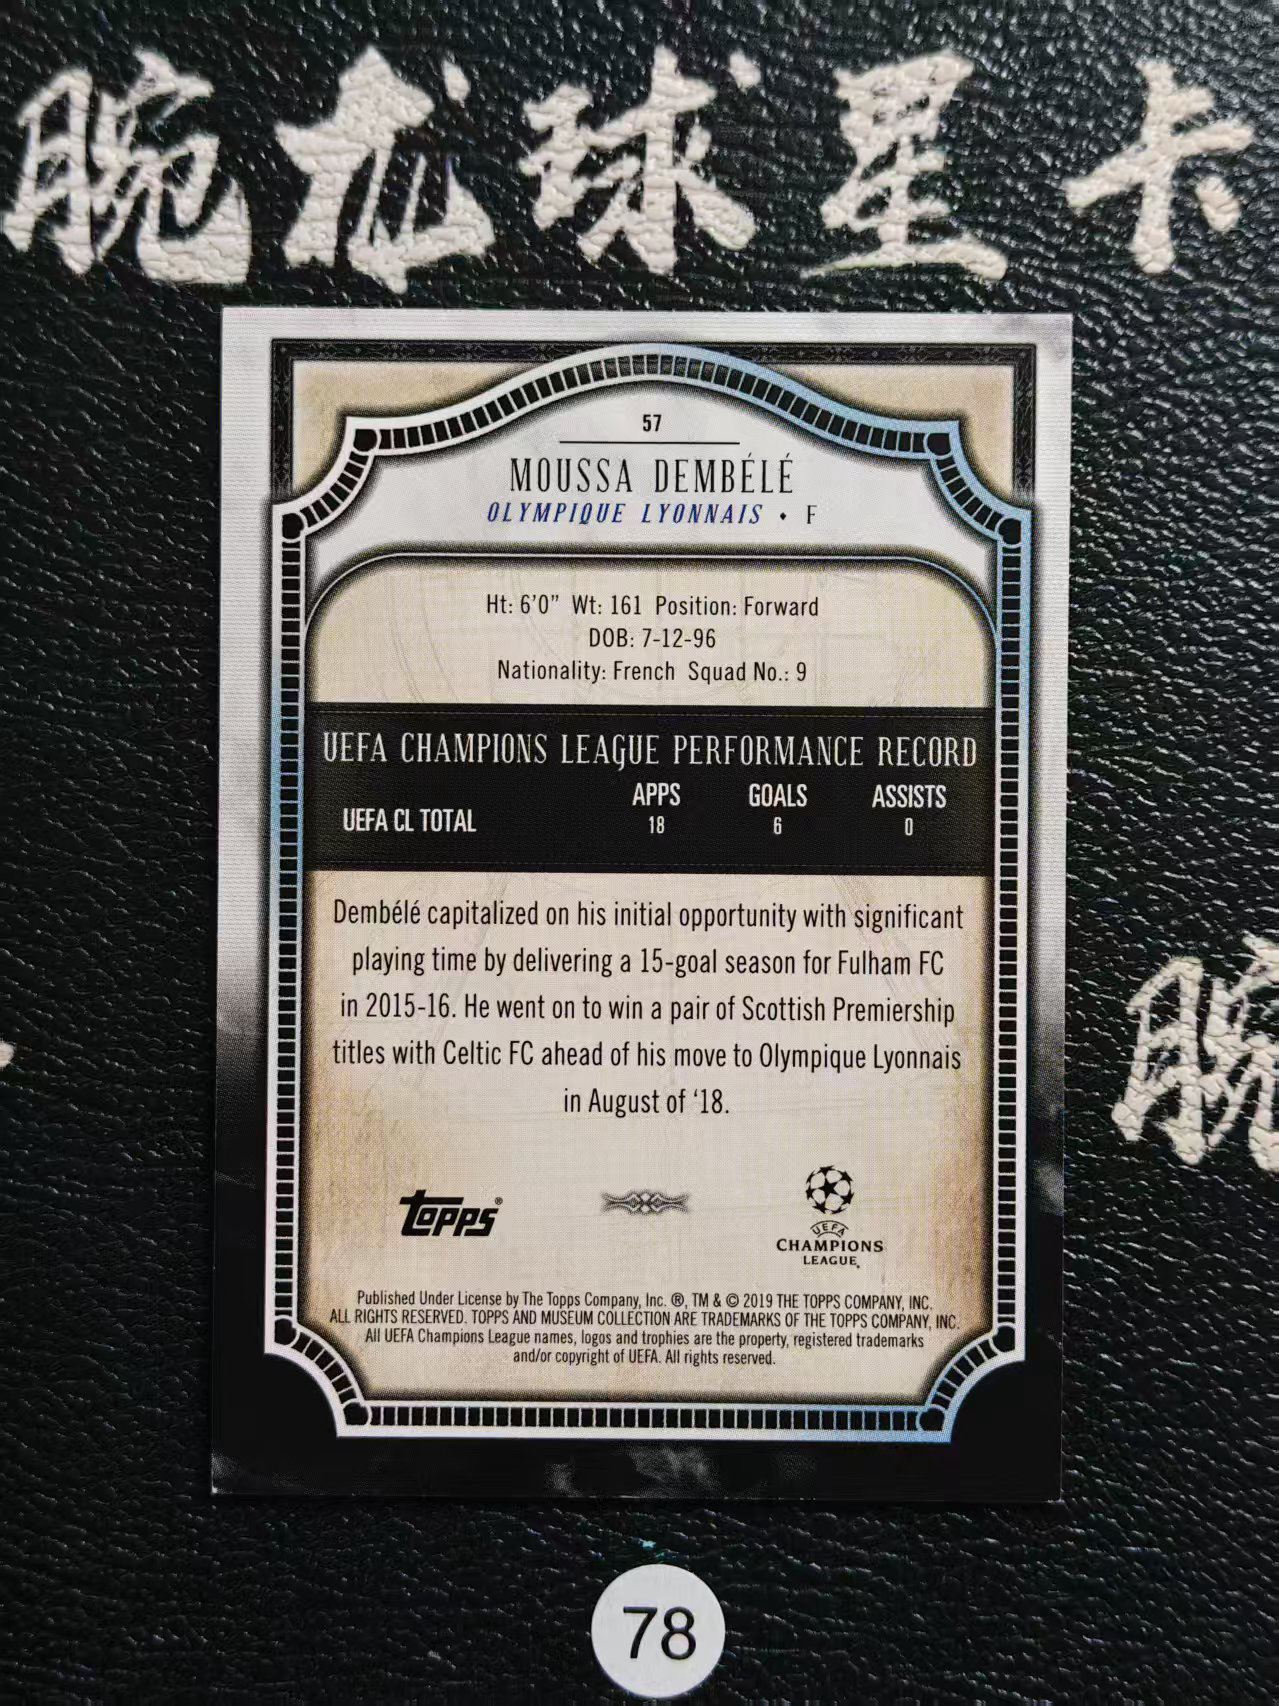 腕龙球星卡
57
MOUSSA DEMBÉLÉ
OLYMPIQUE LYONNAIS • F
Ht: 6'0" Wt: 161 Position: Forward
DOB: 7-12-96
Nationality: French Squad No.: 9
UEFA CHAMPIONS LEAGUE PERFORMANCE RECORD
APPS GOALS ASSISTS
UEFA CL TOTAL 18 6 0
Dembélé capitalized on his initial opportunity with significant
playing time by delivering a 15-goal season for Fulham FC
in 2015-16. He went on to win a pair of Scottish Premiership
titles with Celtic FC ahead of his move to Olympique Lyonnais
in August of ‘18.
腕
Topps®
UEFA
CHAMPIONS
LEAGUE
Published Under License by The Topps Company, Inc. ®, TM & © 2019 THE TOPPS COMPANY, INC.
ALL RIGHTS RESERVED. TOPPS AND MUSEUM COLLECTION ARE TRADEMARKS OF THE TOPPS COMPANY, INC.
All UEFA Champions League names, logos and trophies are the property, registered trademarks
and/or copyright of UEFA. All rights reserved.
78